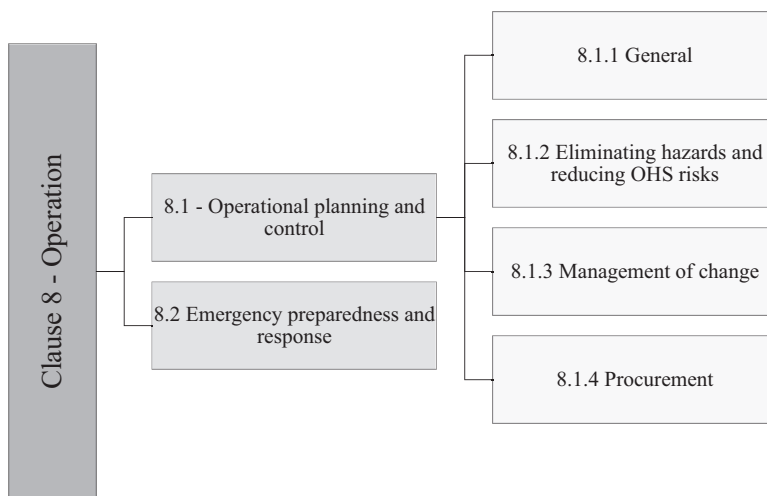 Clause 8 - Operation
8.1 - Operational planning and
control
8.2 Emergency preparedness and
response
8.1.1 General
8.1.2 Eliminating hazards and
reducing OHS risks
8.1.3 Management of change
8.1.4 Procurement